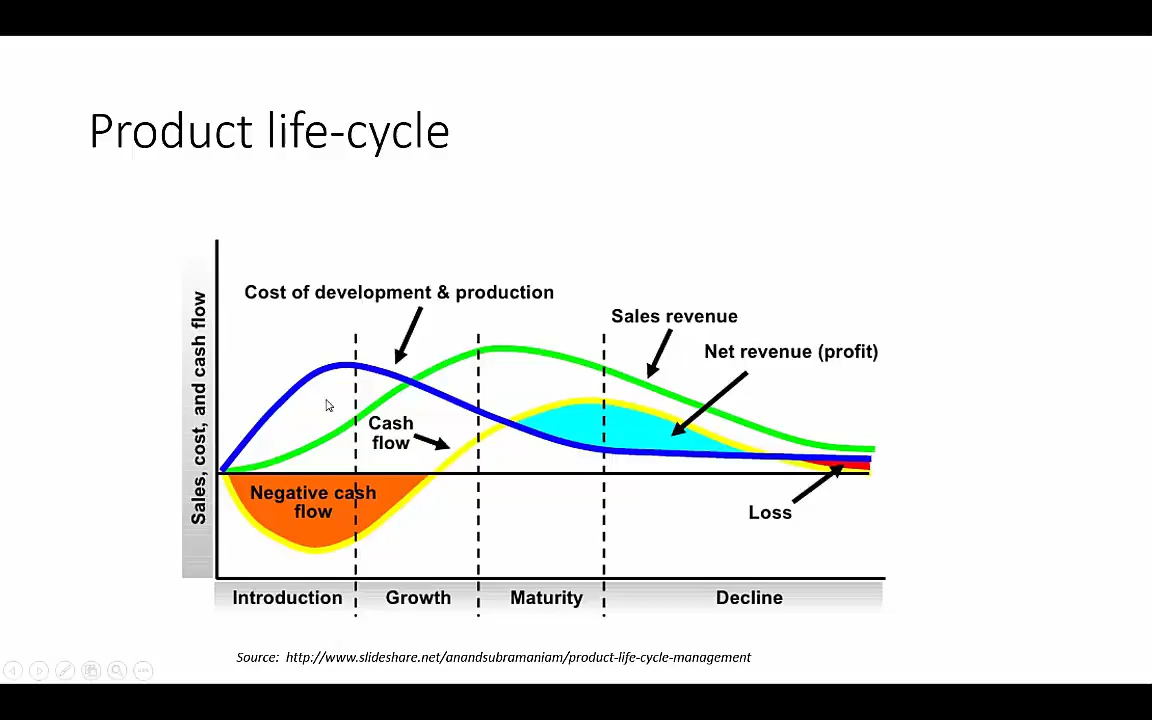 Product life-cycle
Sales, cost, and cash flow
Cost of development & production
Sales revenue
Net revenue (profit)
Cash
flow
Negative cash
flow
Loss
Introduction
Growth
Maturity
Decline
Source: http://www.slideshare.net/anandsubramaniam/product-life-cycle-management